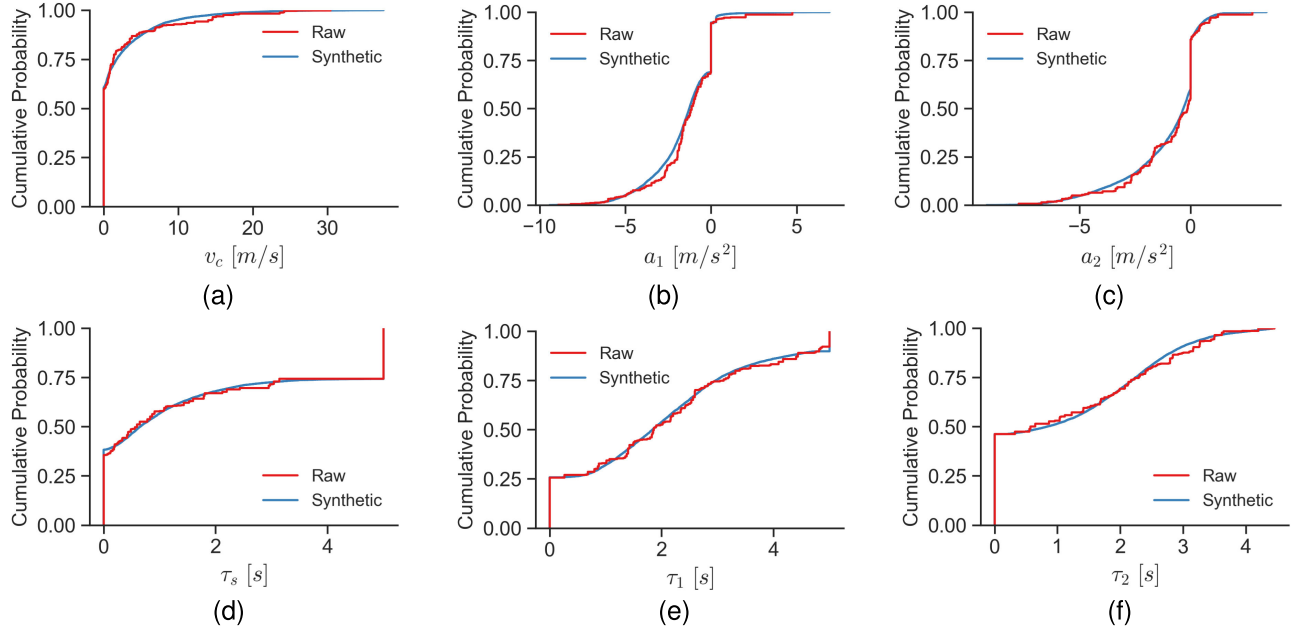 Cumulative Probability
1.00
0.75
0.50
0.25
0.00
Raw
Synthetic
0 10 20 30
v_c [m/s]
(a)
Cumulative Probability
1.00
0.75
0.50
0.25
0.00
Raw
Synthetic
−10 −5 0 5
a_1 [m/s^2]
(b)
Cumulative Probability
1.00
0.75
0.50
0.25
0.00
Raw
Synthetic
−5 0
a_2 [m/s^2]
(c)
Cumulative Probability
1.00
0.75
0.50
0.25
0.00
Raw
Synthetic
0 2 4
τ_s [s]
(d)
Cumulative Probability
1.00
0.75
0.50
0.25
0.00
Raw
Synthetic
0 2 4
τ_1 [s]
(e)
Cumulative Probability
1.00
0.75
0.50
0.25
0.00
Raw
Synthetic
0 1 2 3 4
τ_2 [s]
(f)